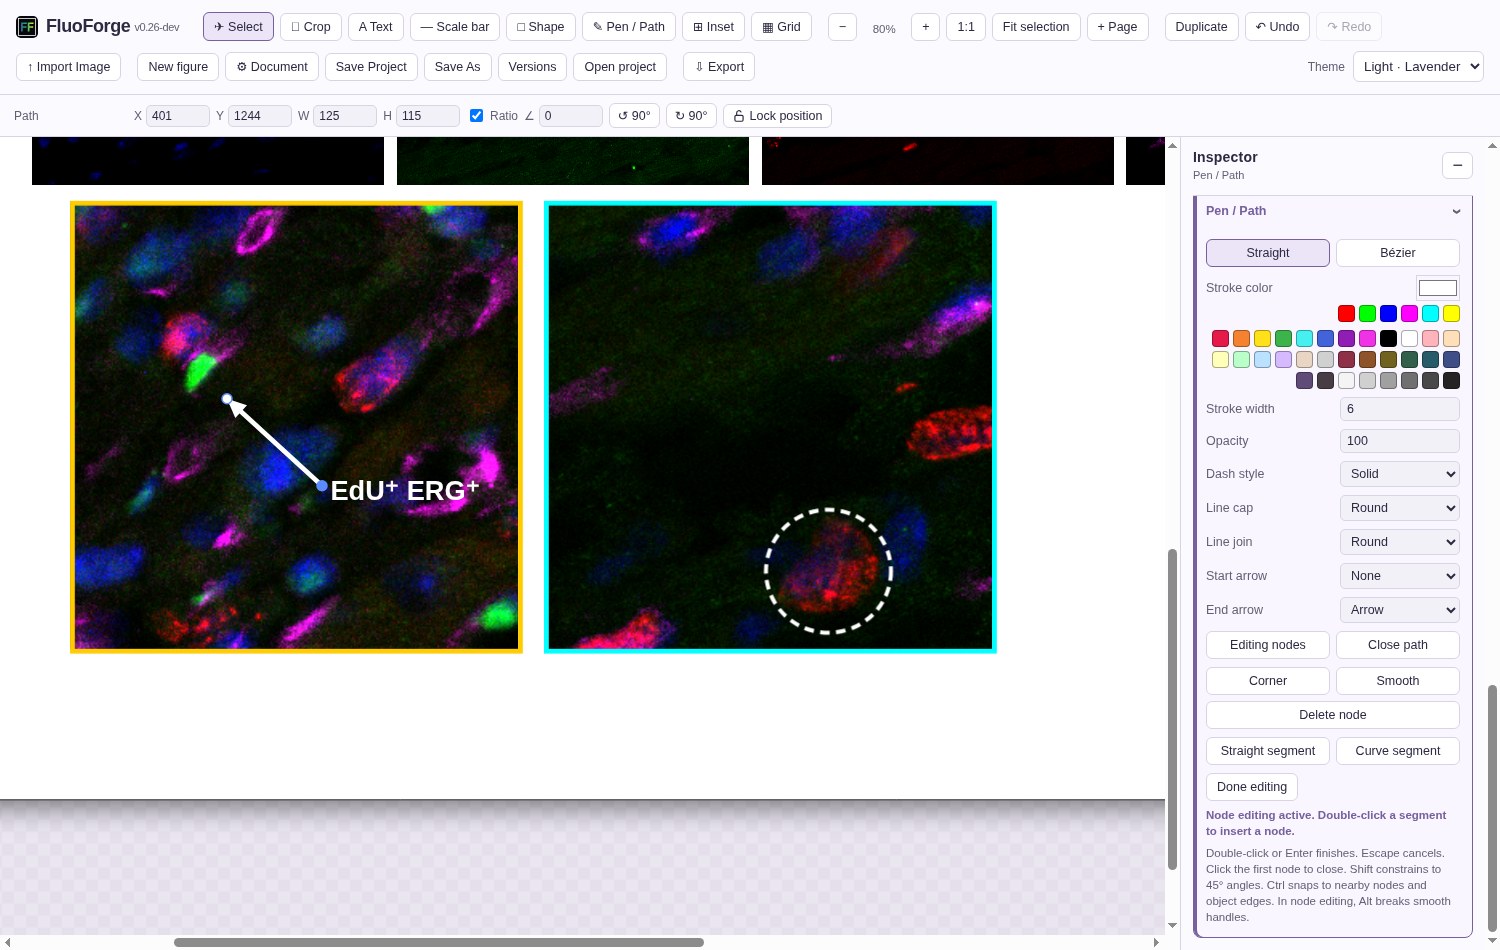 FluoForge v0.26-dev
✈ Select
Crop
A Text
— Scale bar
□ Shape
✎ Pen / Path
⊞ Inset
▦ Grid
−
80%
+
1:1
Fit selection
+ Page
Duplicate
↶ Undo
↷ Redo
↑ Import Image
New figure
⚙ Document
Save Project
Save As
Versions
Open project
⇩ Export
Theme
Light · Lavender
Path
X 401
Y 1244
W 125
H 115
Ratio
∠ 0
↺ 90°
↻ 90°
Lock position
EdU⁺ ERG⁺
Inspector
Pen / Path
−
Pen / Path
Straight
Bézier
Stroke color
Stroke width 6
Opacity 100
Dash style Solid
Line cap Round
Line join Round
Start arrow None
End arrow Arrow
Editing nodes
Close path
Corner
Smooth
Delete node
Straight segment
Curve segment
Done editing
Node editing active. Double-click a segment
to insert a node.
Double-click or Enter finishes. Escape cancels.
Click the first node to close. Shift constrains to
45° angles. Ctrl snaps to nearby nodes and
object edges. In node editing, Alt breaks smooth
handles.